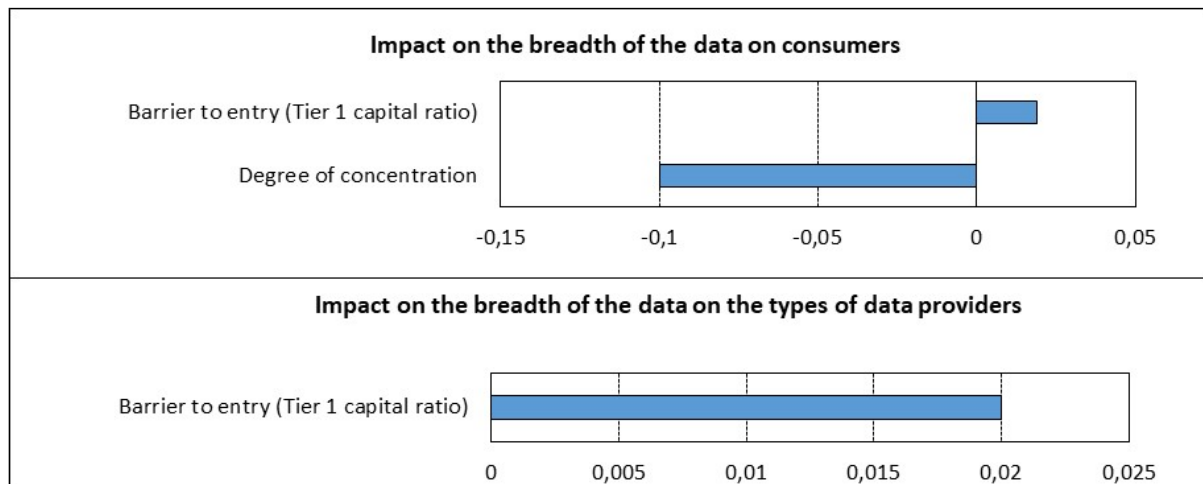 Impact on the breadth of the data on consumers
Barrier to entry (Tier 1 capital ratio)
Degree of concentration
-0,15 -0,1 -0,05 0 0,05
Impact on the breadth of the data on the types of data providers
Barrier to entry (Tier 1 capital ratio)
0 0,005 0,01 0,015 0,02 0,025